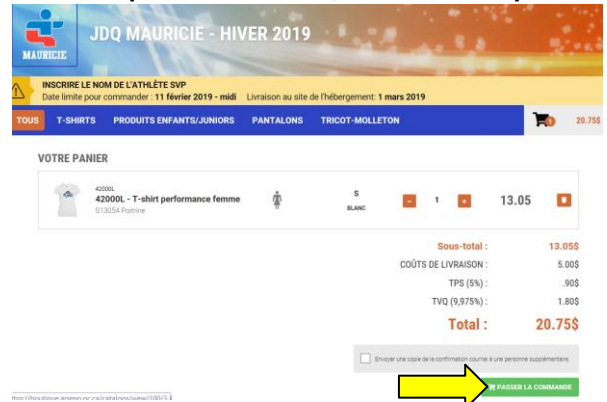 MAURICIE
JDQ MAURICIE - HIVER 2019
INSCRIRE LE NOM DE L'ATHLÈTE SVP
Date limite pour commander : 11 février 2019 - midi Livraison au site de l'hébergement: 1 mars 2019
TOUS T-SHIRTS PRODUITS ENFANTS/JUNIORS PANTALONS TRICOT-MOLLETON 1 20.75$
VOTRE PANIER
42000L
42000L - T-shirt performance femme
S13054 Poitrine
S
BLANC
- 1 + 13.05
Sous-total : 13.05$
COÛTS DE LIVRAISON : 5.00$
TPS (5%) : .90$
TVQ (9,975%) : 1.80$
Total : 20.75$
Envoyer une copie de la confirmation courriel à une personne supplémentaire.
PASSER LA COMMANDE